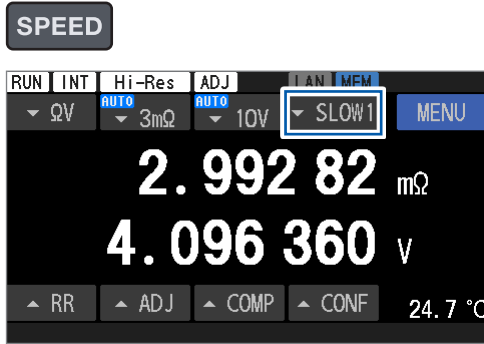 SPEED
RUN INT Hi-Res ADJ LAN MEM
ΩV AUTO 3mΩ AUTO 10V SLOW1 MENU
2.992 82 mΩ
4.096 360 V
RR ADJ COMP CONF 24.7 °C